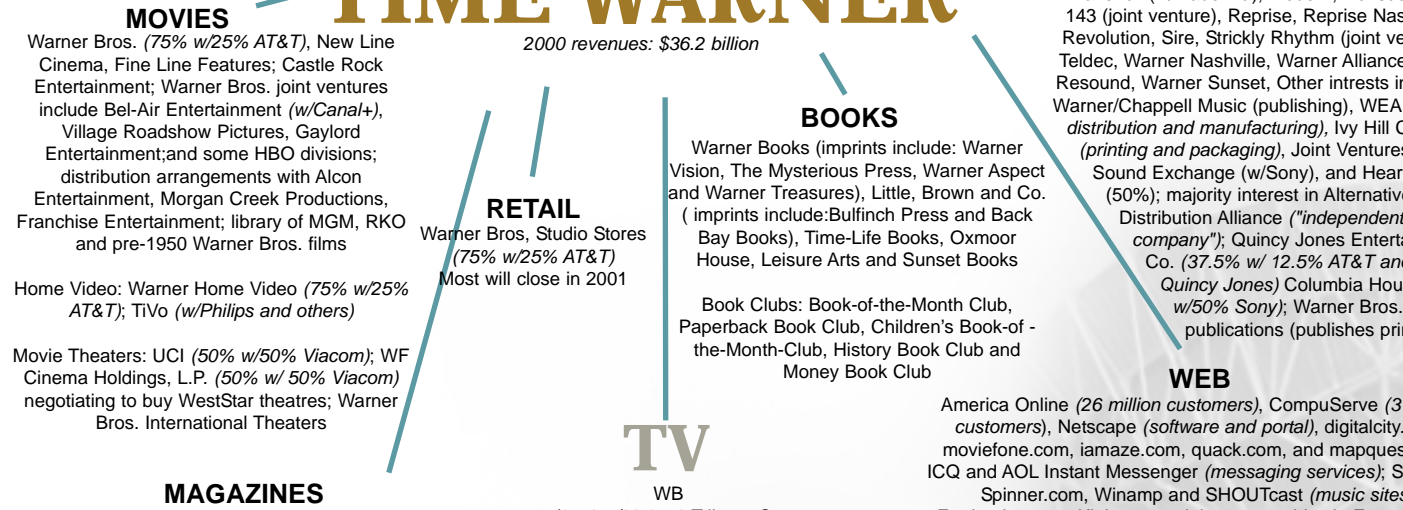 TIME WARNER
2000 revenues: $36.2 billion
MOVIES
Warner Bros. (75% w/25% AT&T), New Line
Cinema, Fine Line Features; Castle Rock
Entertainment; Warner Bros. joint ventures
include Bel-Air Entertainment (w/Canal+),
Village Roadshow Pictures, Gaylord
Entertainment;and some HBO divisions;
distribution arrangements with Alcon
Entertainment, Morgan Creek Productions,
Franchise Entertainment; library of MGM, RKO
and pre-1950 Warner Bros. films
Home Video: Warner Home Video (75% w/25%
AT&T); TiVo (w/Philips and others)
Movie Theaters: UCI (50% w/50% Viacom); WF
Cinema Holdings, L.P. (50% w/ 50% Viacom)
negotiating to buy WestStar theatres; Warner
Bros. International Theaters
MAGAZINES
RETAIL
Warner Bros, Studio Stores
(75% w/25% AT&T)
Most will close in 2001
BOOKS
Warner Books (imprints include: Warner
Vision, The Mysterious Press, Warner Aspect
and Warner Treasures), Little, Brown and Co.
( imprints include:Bulfinch Press and Back
Bay Books), Time-Life Books, Oxmoor
House, Leisure Arts and Sunset Books
Book Clubs: Book-of-the-Month Club,
Paperback Book Club, Children's Book-of -
the-Month-Club, History Book Club and
Money Book Club
TV
WB
143 (joint venture), Reprise, Reprise
Revolution, Sire, Strickly Rhythm (joint
Teldec, Warner Nashville, Warner Alliance
Resound, Warner Sunset, Other intrests
Warner/Chappell Music (publishing), WEA
distribution and manufacturing), Ivy Hill
(printing and packaging), Joint Ventures
Sound Exchange (w/Sony), and
(50%); majority interest in
Distribution Alliance ("independent
company"); Quincy Jones
Co. (37.5% w/ 12.5% AT&T
Quincy Jones) Columbia
w/50% Sony); Warner Bros.
publications (publishes
WEB
America Online (26 million customers), CompuServe
customers), Netscape (software and portal), digitalcity.
moviefone.com, iamaze.com, quack.com, and
ICQ and AOL Instant Messenger (messaging services);
Spinner.com, Winamp and SHOUTcast (music